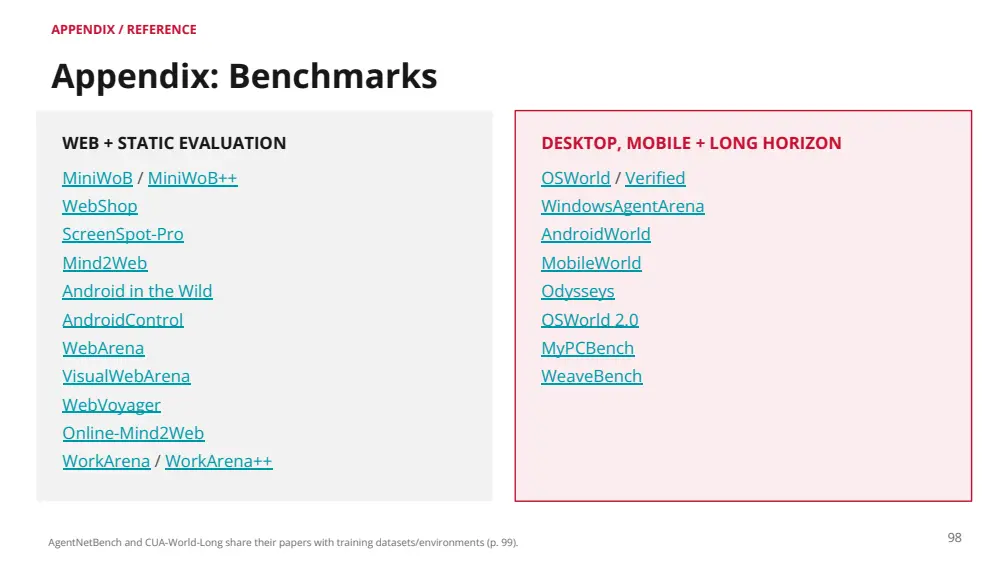 APPENDIX / REFERENCE
Appendix: Benchmarks
WEB + STATIC EVALUATION
MiniWoB / MiniWoB++
WebShop
ScreenSpot-Pro
Mind2Web
Android in the Wild
AndroidControl
WebArena
VisualWebArena
WebVoyager
Online-Mind2Web
WorkArena / WorkArena++
DESKTOP, MOBILE + LONG HORIZON
OSWorld / Verified
WindowsAgentArena
AndroidWorld
MobileWorld
Odysseys
OSWorld 2.0
MyPCBench
WeaveBench
AgentNetBench and CUA-World-Long share their papers with training datasets/environments (p. 99).
98